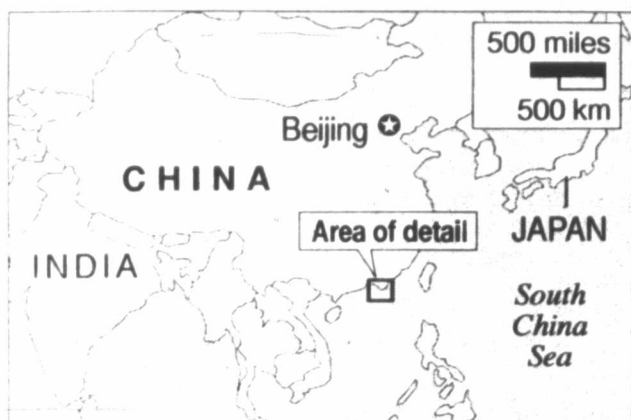 500 miles
500 km
Beijing
CHINA
Area of detail
JAPAN
INDIA
South
China
Sea